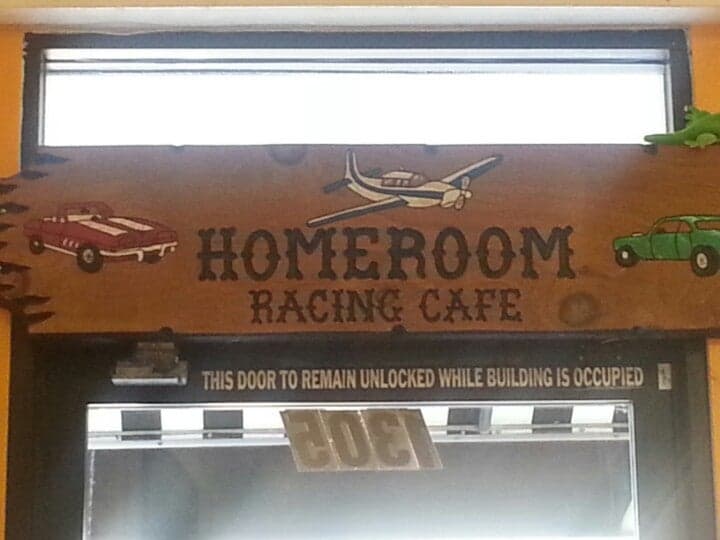 HOMEROOM
RACING CAFE
THIS DOOR TO REMAIN UNLOCKED WHILE BUILDING IS OCCUPIED
1305